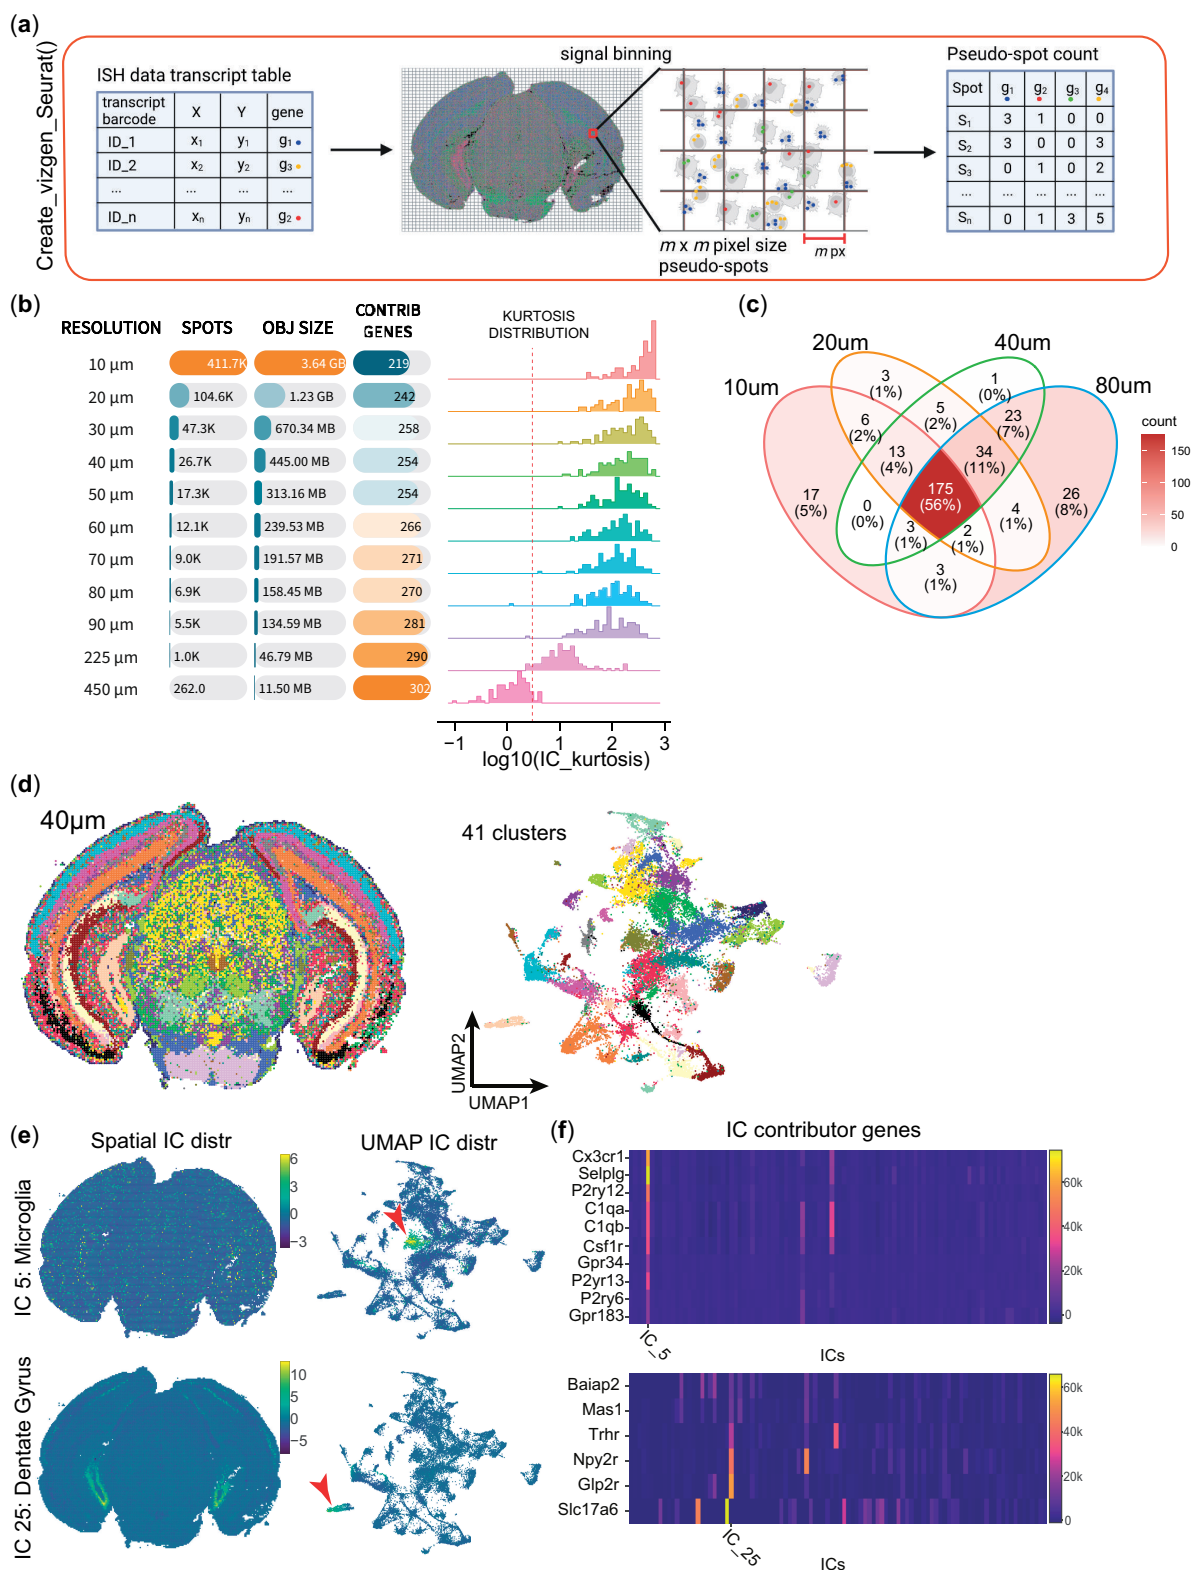 (a)
Create_vizgen_Seurat()
ISH data transcript table
transcript barcode X Y gene
ID_1 x1 y1 g1
ID_2 x2 y2 g3
... ... ... ...
ID_n xn yn g2
signal binning
m x m pixel size
pseudo-spots
m px
Pseudo-spot count
Spot g1 g2 g3 g4
S1 3 1 0 0
S2 3 0 0 3
S3 0 1 0 2
... ... ... ... ...
Sn 0 1 3 5
(b)
RESOLUTION SPOTS OBJ SIZE CONTRIB GENES
KURTOSIS
DISTRIBUTION
10 µm 411.7K 3.64 GB 219
20 µm 104.6K 1.23 GB 242
30 µm 47.3K 670.34 MB 258
40 µm 26.7K 445.00 MB 254
50 µm 17.3K 313.16 MB 254
60 µm 12.1K 239.53 MB 266
70 µm 9.0K 191.57 MB 271
80 µm 6.9K 158.45 MB 270
90 µm 5.5K 134.59 MB 281
225 µm 1.0K 46.79 MB 290
450 µm 262.0 11.50 MB 302
−1 0 1 2 3
log10(IC_kurtosis)
(c)
10um
20um
40um
80um
3
(1%)
1
(0%)
6
(2%)
5
(2%)
23
(7%)
13
(4%)
34
(11%)
17
(5%)
0
(0%)
175
(56%)
4
(1%)
26
(8%)
3
(1%)
2
(1%)
3
(1%)
count
150
100
50
0
(d)
40µm
41 clusters
UMAP2
UMAP1
(e)
Spatial IC distr
UMAP IC distr
IC 5: Microglia
6
3
0
−3
IC 25: Dentate Gyrus
10
5
0
−5
(f)
IC contributor genes
Cx3cr1
Selplg
P2ry12
C1qa
C1qb
Csf1r
Gpr34
P2yr13
P2ry6
Gpr183
60k
40k
20k
0
IC_5
ICs
Baiap2
Mas1
Trhr
Npy2r
Glp2r
Slc17a6
60k
40k
20k
0
IC_25
ICs